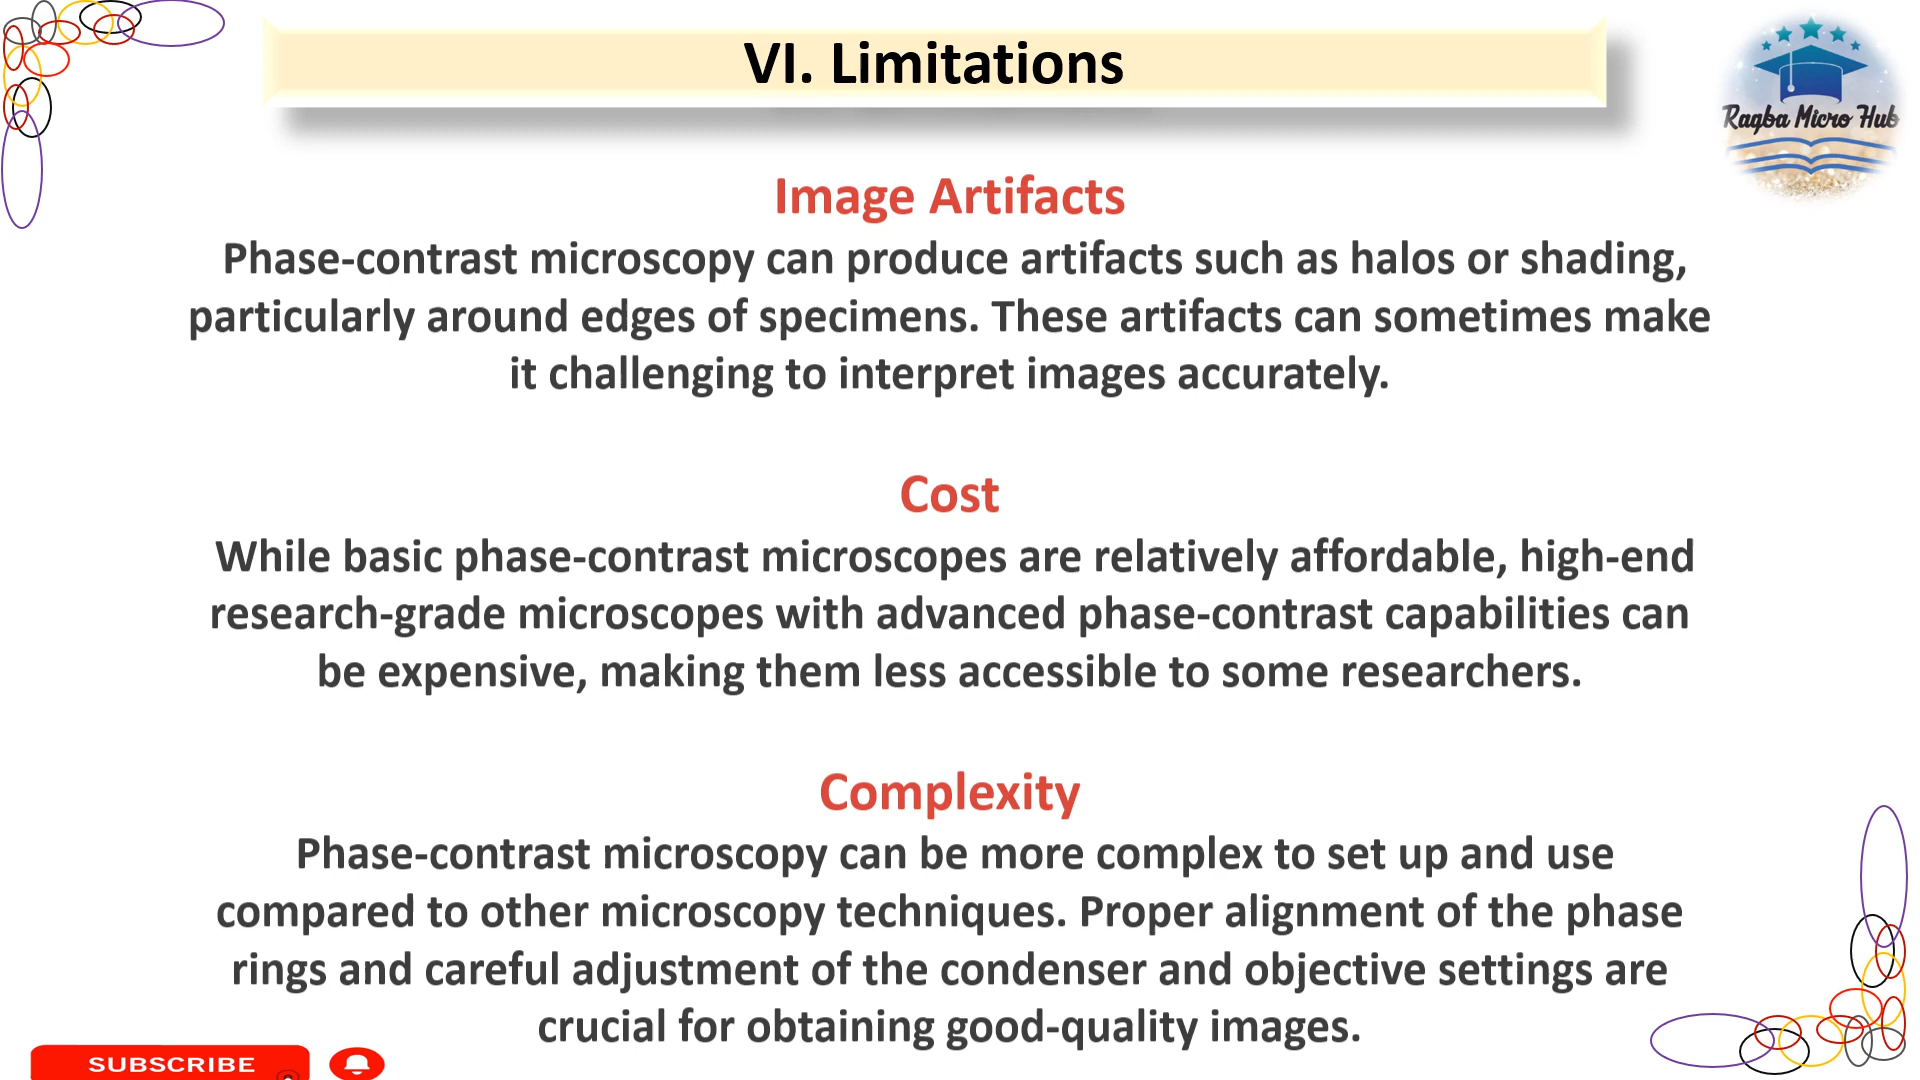 VI. Limitations
Raqba Micro Hub
Image Artifacts
Phase-contrast microscopy can produce artifacts such as halos or shading,
particularly around edges of specimens. These artifacts can sometimes make
it challenging to interpret images accurately.
Cost
While basic phase-contrast microscopes are relatively affordable, high-end
research-grade microscopes with advanced phase-contrast capabilities can
be expensive, making them less accessible to some researchers.
Complexity
Phase-contrast microscopy can be more complex to set up and use
compared to other microscopy techniques. Proper alignment of the phase
rings and careful adjustment of the condenser and objective settings are
crucial for obtaining good-quality images.
SUBSCRIBE